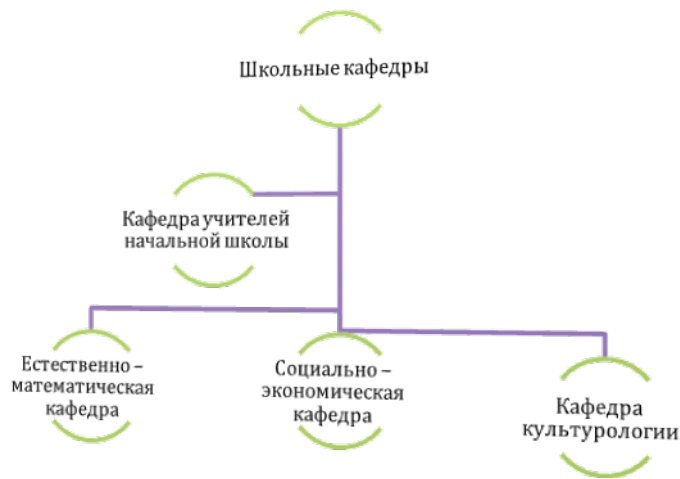 Школьные кафедры
Кафедра учителей
начальной школы
Естественно –
математическая
кафедра
Социально –
экономическая
кафедра
Кафедра
культурологии